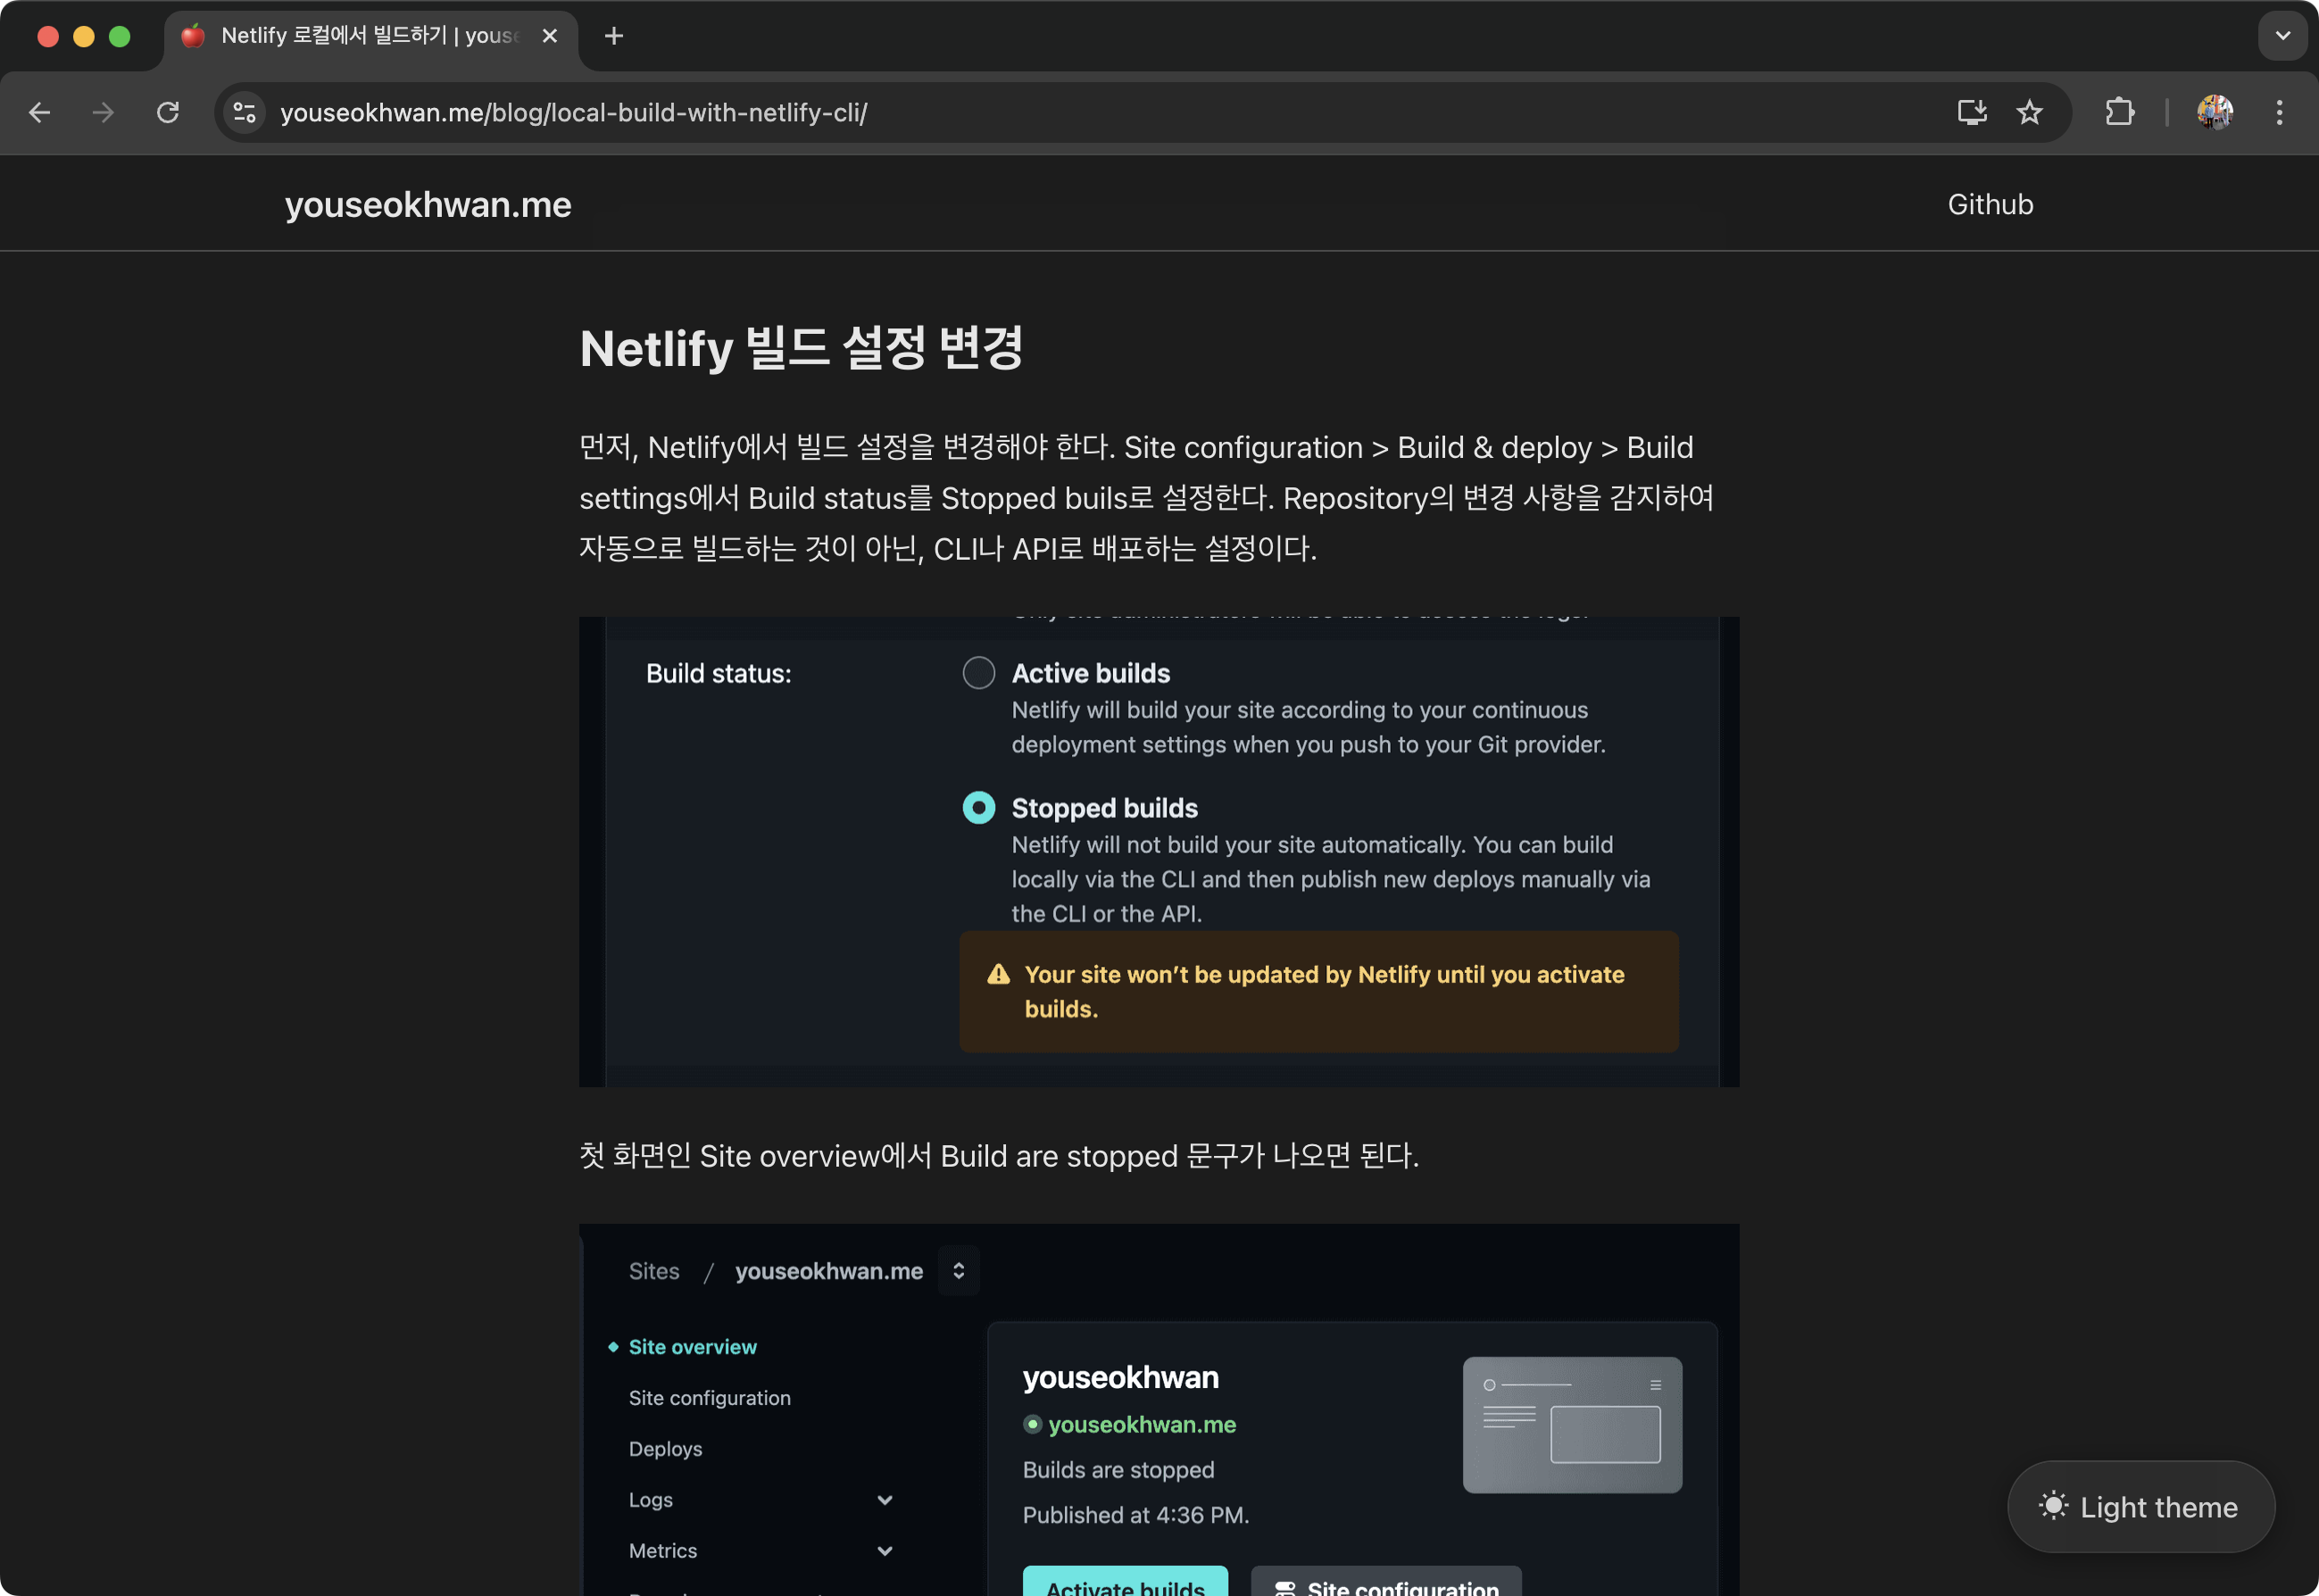 Netlify 로컬에서 빌드하기 | youse
youseokhwan.me/blog/local-build-with-netlify-cli/
youseokhwan.me
Github
Netlify 빌드 설정 변경
먼저, Netlify에서 빌드 설정을 변경해야 한다. Site configuration > Build & deploy > Build
settings에서 Build status를 Stopped buils로 설정한다. Repository의 변경 사항을 감지하여
자동으로 빌드하는 것이 아닌, CLI나 API로 배포하는 설정이다.
Build status:
Active builds
Netlify will build your site according to your continuous
deployment settings when you push to your Git provider.
Stopped builds
Netlify will not build your site automatically. You can build
locally via the CLI and then publish new deploys manually via
the CLI or the API.
Your site won’t be updated by Netlify until you activate
builds.
첫 화면인 Site overview에서 Build are stopped 문구가 나오면 된다.
Sites / youseokhwan.me
Site overview
Site configuration
Deploys
Logs
Metrics
youseokhwan
youseokhwan.me
Builds are stopped
Published at 4:36 PM.
Activate builds
Site configuration
Light theme